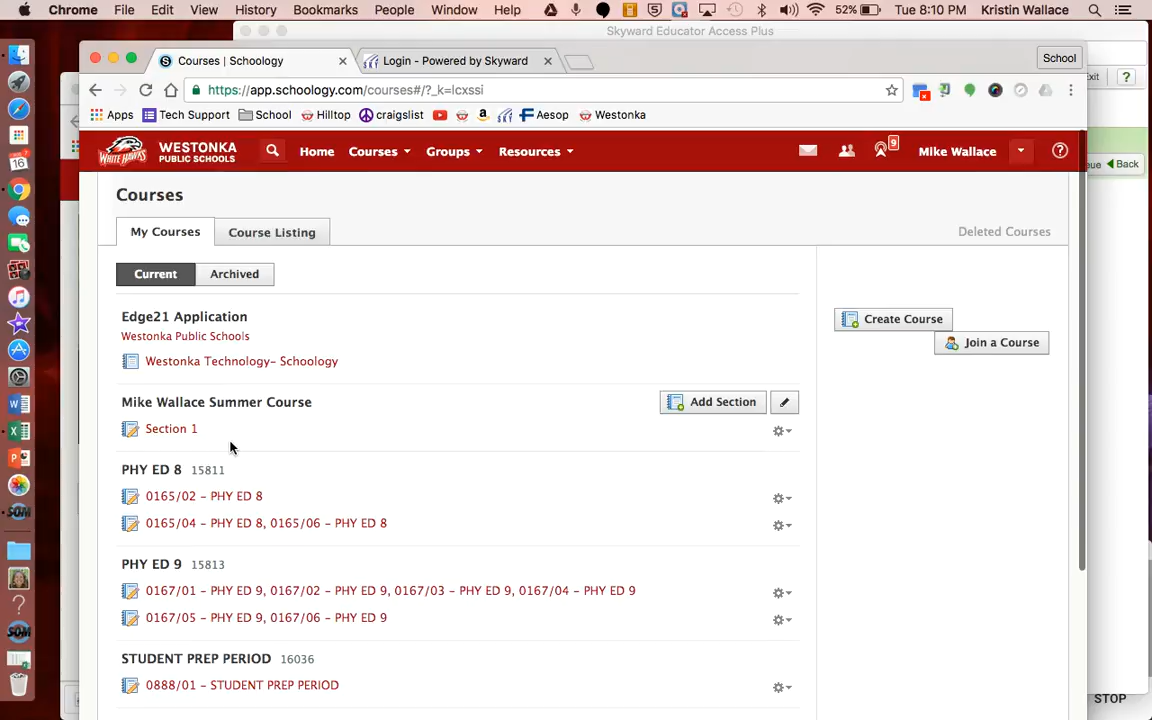 Chrome File Edit View History Bookmarks People Window Help 52% Tue 8:10 PM Kristin Wallace
Skyward Educator Access Plus
Courses | Schoology Login - Powered by Skyward School
https://app.schoology.com/courses#/?_k=lcxssi
Apps Tech Support School Hilltop craigslist Aesop Westonka
WHITE HAWKS WESTONKA PUBLIC SCHOOLS Home Courses Groups Resources 9 Mike Wallace
Back
Courses
My Courses Course Listing Deleted Courses
Current Archived
Edge21 Application
Westonka Public Schools
Westonka Technology- Schoology
Create Course
Join a Course
Mike Wallace Summer Course Add Section
Section 1
PHY ED 8 15811
0165/02 - PHY ED 8
0165/04 - PHY ED 8, 0165/06 - PHY ED 8
PHY ED 9 15813
0167/01 - PHY ED 9, 0167/02 - PHY ED 9, 0167/03 - PHY ED 9, 0167/04 - PHY ED 9
0167/05 - PHY ED 9, 0167/06 - PHY ED 9
STUDENT PREP PERIOD 16036
0888/01 - STUDENT PREP PERIOD
STOP